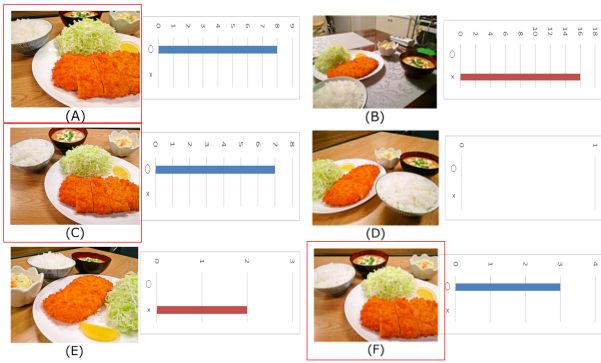 0 1 2 3 4 5 6 7 8 9
○
x
(A)
0 2 4 6 8 10 12 14 16 18
○
x
(B)
0 1 2 3 4 5 6 7 8
○
x
(C)
0 1
○
x
(D)
0 1 2 3
○
x
(E)
0 1 2 3 4
○
x
(F)